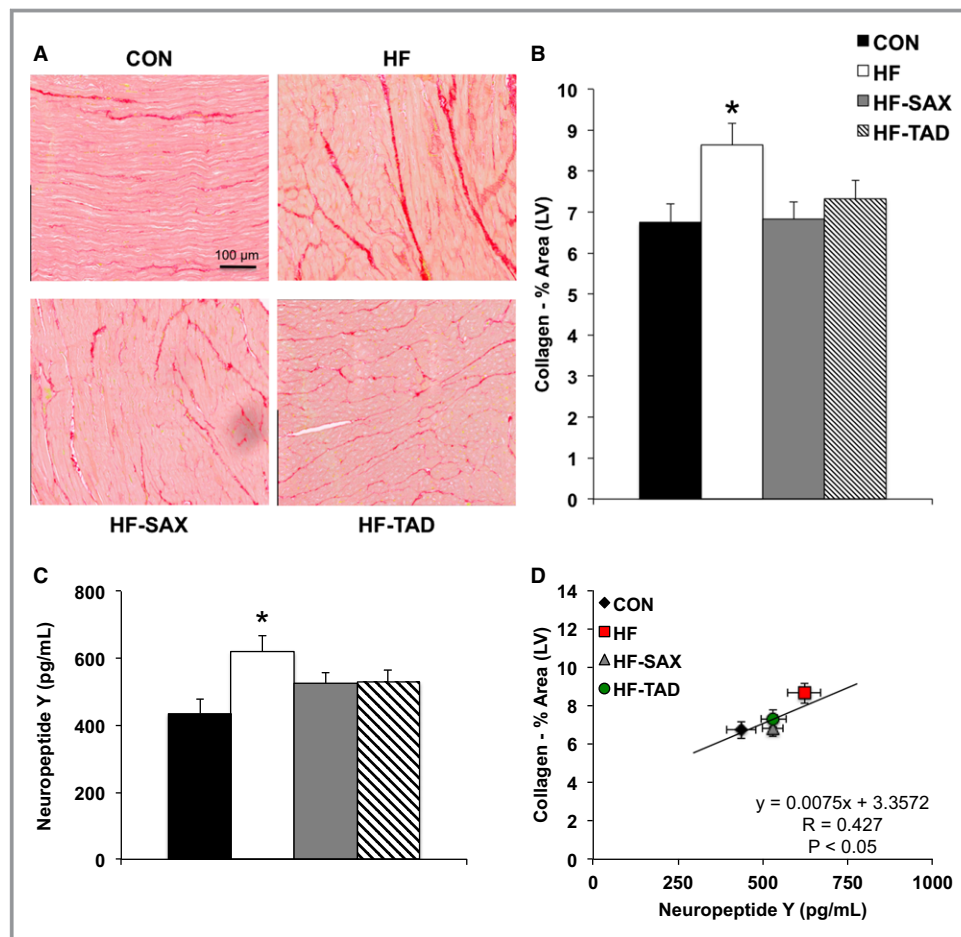 A
CON
HF
100 µm
HF-SAX
HF-TAD
B
CON
HF
HF-SAX
HF-TAD
*
Collagen - % Area (LV)
10
9
8
7
6
5
4
3
2
1
0
C
Neuropeptide Y (pg/mL)
800
600
400
200
0
*
D
Collagen - % Area (LV)
14
12
10
8
6
4
2
0
CON
HF
HF-SAX
HF-TAD
y = 0.0075x + 3.3572
R = 0.427
P < 0.05
0 250 500 750 1000
Neuropeptide Y (pg/mL)